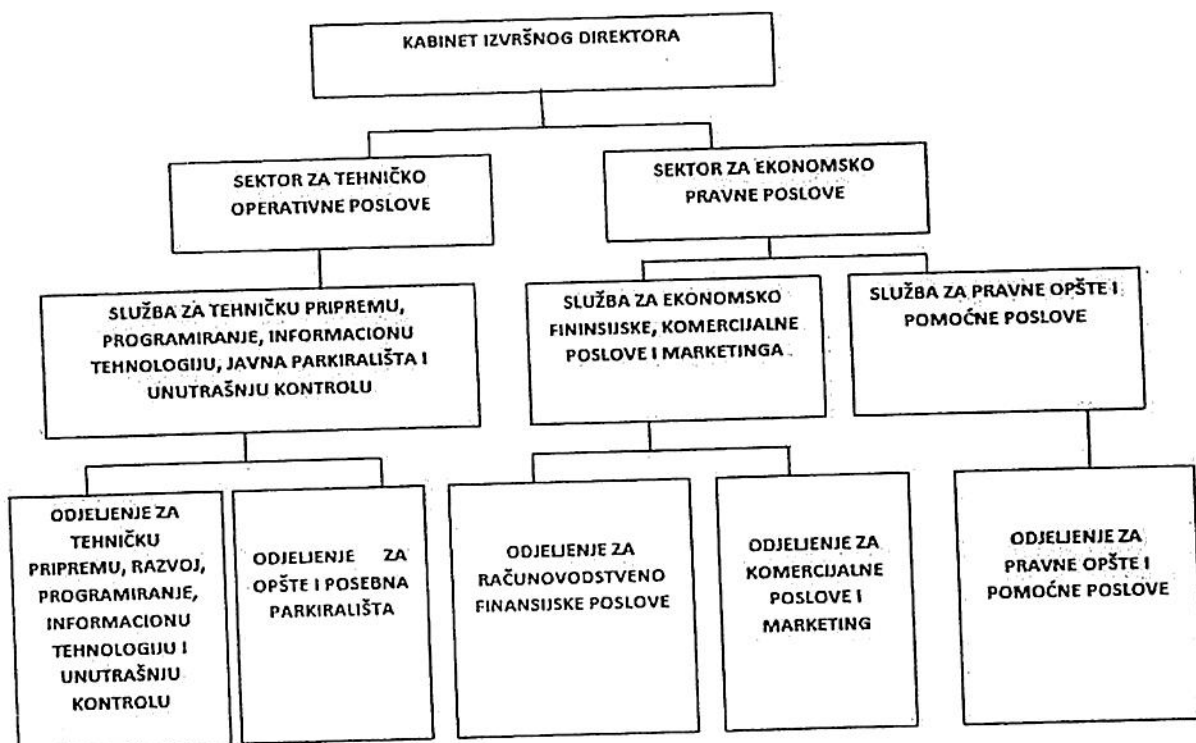 KABINET IZVRŠNOG DIREKTORA
SEKTOR ZA TEHNIČKO
OPERATIVNE POSLOVE
SEKTOR ZA EKONOMSKO
PRAVNE POSLOVE
SLUŽBA ZA TEHNIČKU PRIPREMU,
PROGRAMIRANJE, INFORMACIONU
TEHNOLOGIJU, JAVNA PARKIRALIŠTA I
UNUTRAŠNJU KONTROLU
SLUŽBA ZA EKONOMSKO
FININSIJSKE, KOMERCIJALNE
POSLOVE I MARKETINGA
SLUŽBA ZA PRAVNE OPŠTE I
POMOĆNE POSLOVE
ODJELJENJE ZA
TEHNIČKU
PRIPREMU, RAZVOJ,
PROGRAMIRANJE,
INFORMACIONU
TEHNOLOGIJU I
UNUTRAŠNJU
KONTROLU
ODJELJENJE ZA
OPŠTE I POSEBNA
PARKIRALIŠTA
ODJELJENJE ZA
RAČUNOVODSTVENO
FINANSIJSKE POSLOVE
ODJELJENJE ZA
KOMERCIJALNE
POSLOVE I
MARKETING
ODJELJENJE ZA
PRAVNE OPŠTE I
POMOĆNE POSLOVE